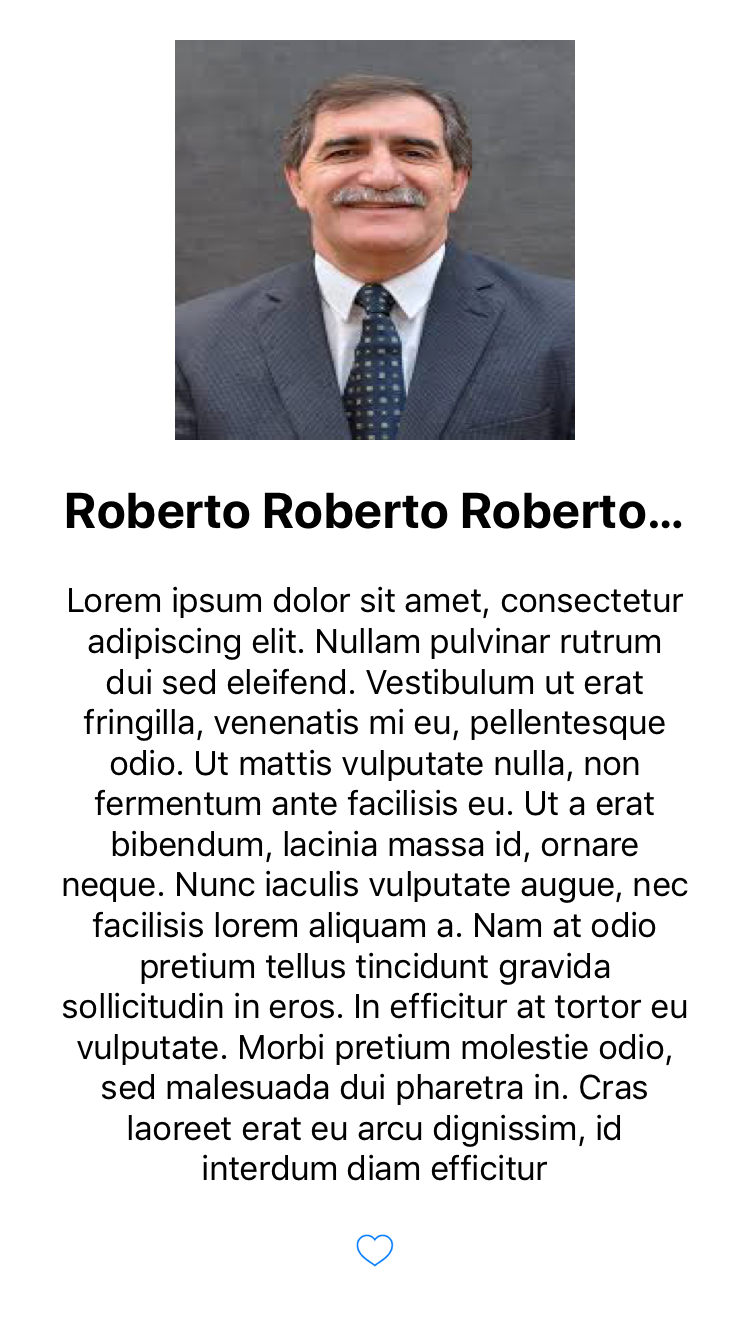 Roberto Roberto Roberto...
Lorem ipsum dolor sit amet, consectetur
adipiscing elit. Nullam pulvinar rutrum
dui sed eleifend. Vestibulum ut erat
fringilla, venenatis mi eu, pellentesque
odio. Ut mattis vulputate nulla, non
fermentum ante facilisis eu. Ut a erat
bibendum, lacinia massa id, ornare
neque. Nunc iaculis vulputate augue, nec
facilisis lorem aliquam a. Nam at odio
pretium tellus tincidunt gravida
sollicitudin in eros. In efficitur at tortor eu
vulputate. Morbi pretium molestie odio,
sed malesuada dui pharetra in. Cras
laoreet erat eu arcu dignissim, id
interdum diam efficitur